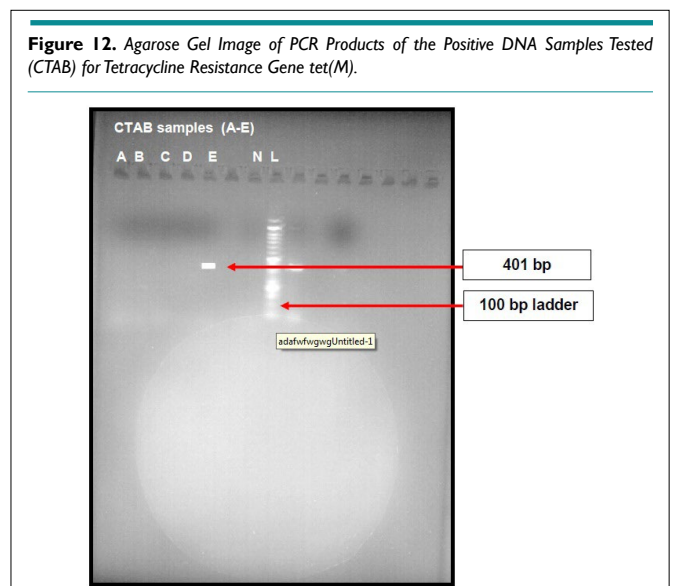 Figure 12. Agarose Gel Image of PCR Products of the Positive DNA Samples Tested
(CTAB) for Tetracycline Resistance Gene tet(M).
CTAB samples (A-E)
A B C D E N L
401 bp
100 bp ladder
adafwfwgwgUntitled-1